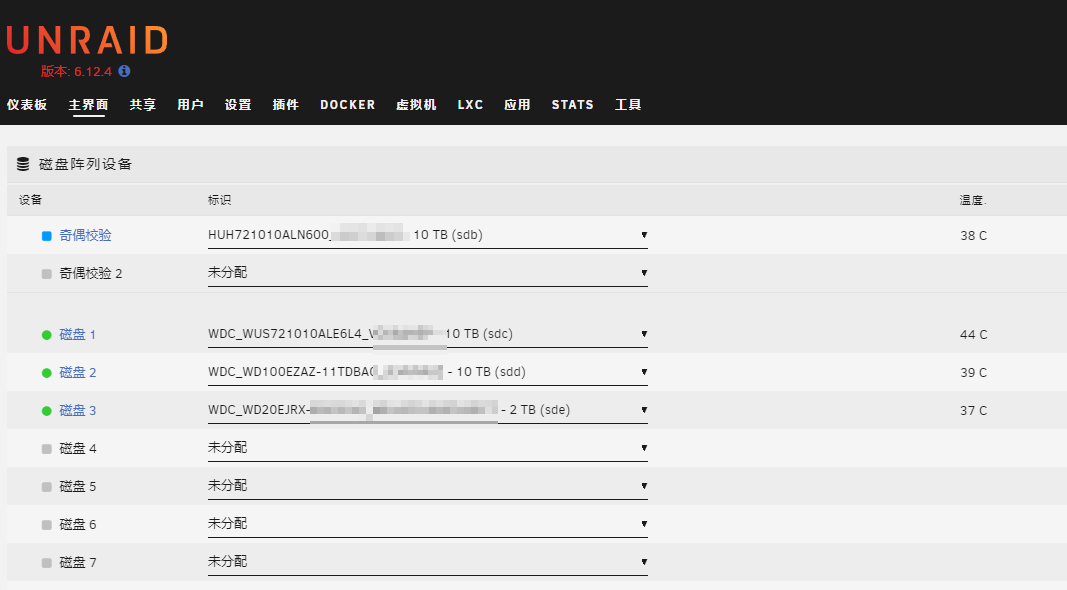 UNRAID
版本: 6.12.4
仪表板 主界面 共享 用户 设置 插件 DOCKER 虚拟机 LXC 应用 STATS 工具
磁盘阵列设备
设备 标识 温度.
奇偶校验 HUH721010ALN600_ 10 TB (sdb) 38 C
奇偶校验 2 未分配
磁盘 1 WDC_WUS721010ALE6L4_ 10 TB (sdc) 44 C
磁盘 2 WDC_WD100EZAZ-11TDBA - 10 TB (sdd) 39 C
磁盘 3 WDC_WD20EJRX- - 2 TB (sde) 37 C
磁盘 4 未分配
磁盘 5 未分配
磁盘 6 未分配
磁盘 7 未分配